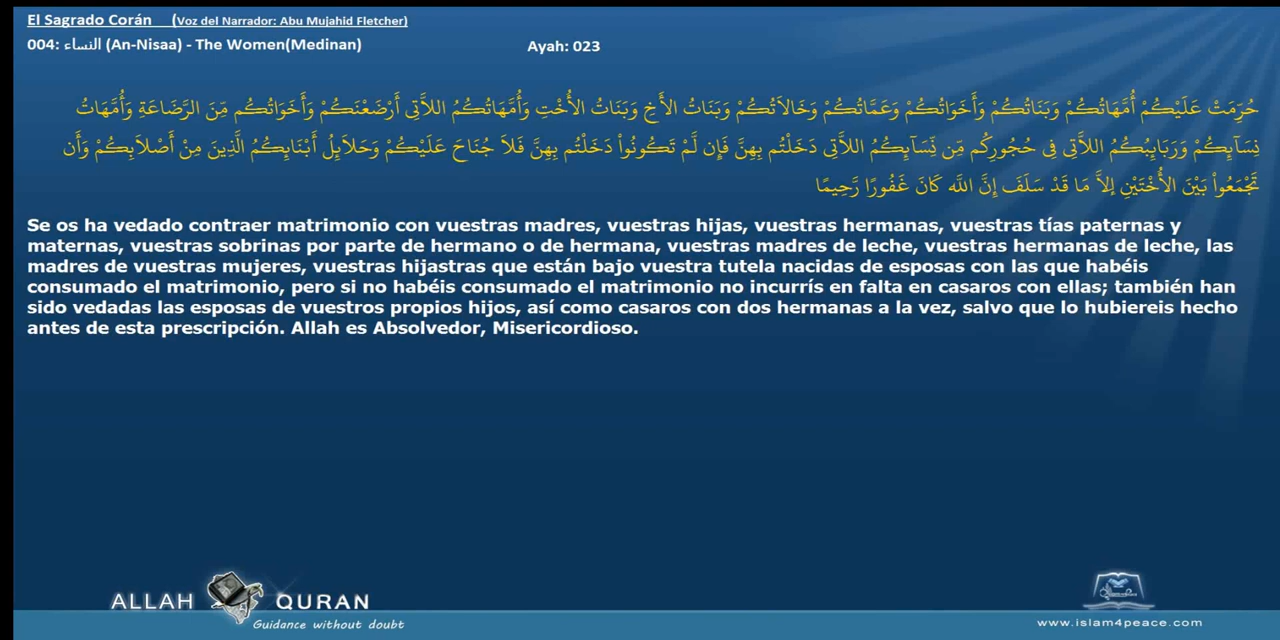 El Sagrado Corán (Voz del Narrador: Abu Mujahid Fletcher)
004: النساء (An-Nisaa) - The Women(Medinan) Ayah: 023
حُرِّمَتْ عَلَيْكُمْ أُمَّهَاتُكُمْ وَبَنَاتُكُمْ وَأَخَوَاتُكُمْ وَعَمَّاتُكُمْ وَخَالاَتُكُمْ وَبَنَاتُ الأَخِ وَبَنَاتُ الأُخْتِ وَأُمَّهَاتُكُمُ اللاَّتِى أَرْضَعْنَكُمْ وَأَخَوَاتُكُم مِّنَ الرَّضَاعَةِ وَأُمَّهَاتُ
نِسَآئِكُمْ وَرَبَائِبُكُمُ اللاَّتِى فِى حُجُورِكُم مِّن نِّسَآئِكُمُ اللاَّتِى دَخَلْتُم بِهِنَّ فَإِن لَّمْ تَكُونُواْ دَخَلْتُم بِهِنَّ فَلاَ جُنَاحَ عَلَيْكُمْ وَحَلاَئِلُ أَبْنَائِكُمُ الَّذِينَ مِنْ أَصْلاَبِكُمْ وَأَن
تَجْمَعُواْ بَيْنَ الأُخْتَيْنِ إِلاَّ مَا قَدْ سَلَفَ إِنَّ اللَّه كَانَ غَفُورًا رَّحِيمًا
Se os ha vedado contraer matrimonio con vuestras madres, vuestras hijas, vuestras hermanas, vuestras tías paternas y
maternas, vuestras sobrinas por parte de hermano o de hermana, vuestras madres de leche, vuestras hermanas de leche, las
madres de vuestras mujeres, vuestras hijastras que están bajo vuestra tutela nacidas de esposas con las que habéis
consumado el matrimonio, pero si no habéis consumado el matrimonio no incurrís en falta en casaros con ellas; también han
sido vedadas las esposas de vuestros propios hijos, así como casaros con dos hermanas a la vez, salvo que lo hubiereis hecho
antes de esta prescripción. Allah es Absolvedor, Misericordioso.
ALLAH QURAN
Guidance without doubt
www.islam4peace.com